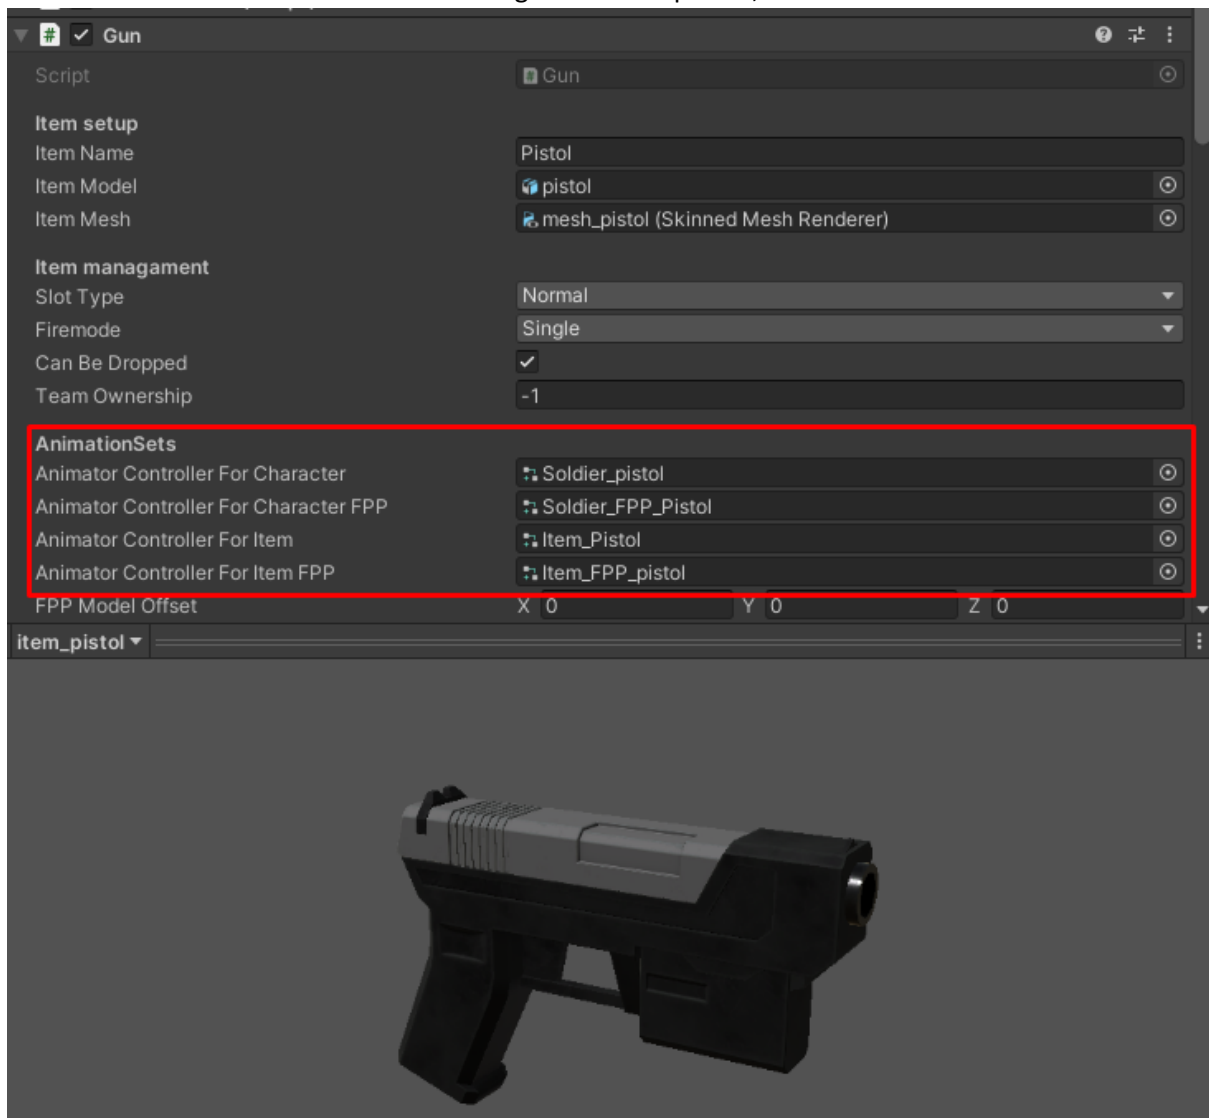 Gun
Script Gun
Item setup
Item Name Pistol
Item Model pistol
Item Mesh mesh_pistol (Skinned Mesh Renderer)
Item managament
Slot Type Normal
Firemode Single
Can Be Dropped
Team Ownership -1
AnimationSets
Animator Controller For Character Soldier_pistol
Animator Controller For Character FPP Soldier_FPP_Pistol
Animator Controller For Item Item_Pistol
Animator Controller For Item FPP Item_FPP_pistol
FPP Model Offset X 0 Y 0 Z 0
item_pistol